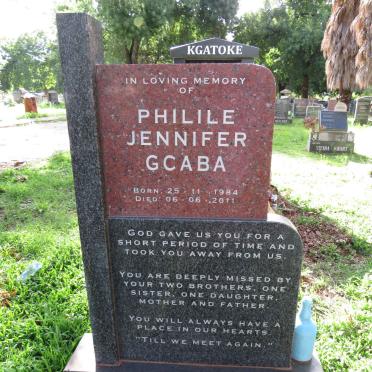 KGATOKE
IN LOVING MEMORY
OF
PHILILE
JENNIFER
GCABA
BORN: 25 - 11 - 1984
DIED: 06 - 06 - 2011
GOD GAVE US YOU FOR A
SHORT PERIOD OF TIME AND
TOOK YOU AWAY FROM US.
YOU ARE DEEPLY MISSED BY
YOUR TWO BROTHERS, ONE
SISTER, ONE DAUGHTER,
MOTHER AND FATHER
YOU WILL ALWAYS HAVE A
PLACE IN OUR HEARTS
"TILL WE MEET AGAIN."